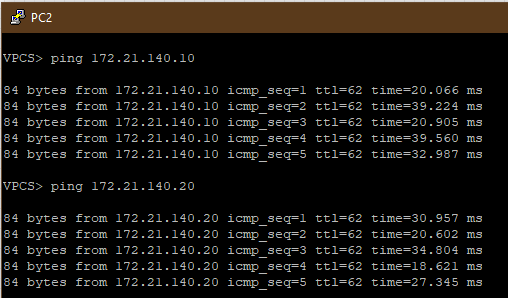 PC2
VPCS> ping 172.21.140.10
84 bytes from 172.21.140.10 icmp_seq=1 ttl=62 time=20.066 ms
84 bytes from 172.21.140.10 icmp_seq=2 ttl=62 time=39.224 ms
84 bytes from 172.21.140.10 icmp_seq=3 ttl=62 time=20.905 ms
84 bytes from 172.21.140.10 icmp_seq=4 ttl=62 time=39.560 ms
84 bytes from 172.21.140.10 icmp_seq=5 ttl=62 time=32.987 ms
VPCS> ping 172.21.140.20
84 bytes from 172.21.140.20 icmp_seq=1 ttl=62 time=30.957 ms
84 bytes from 172.21.140.20 icmp_seq=2 ttl=62 time=20.602 ms
84 bytes from 172.21.140.20 icmp_seq=3 ttl=62 time=34.804 ms
84 bytes from 172.21.140.20 icmp_seq=4 ttl=62 time=18.621 ms
84 bytes from 172.21.140.20 icmp_seq=5 ttl=62 time=27.345 ms